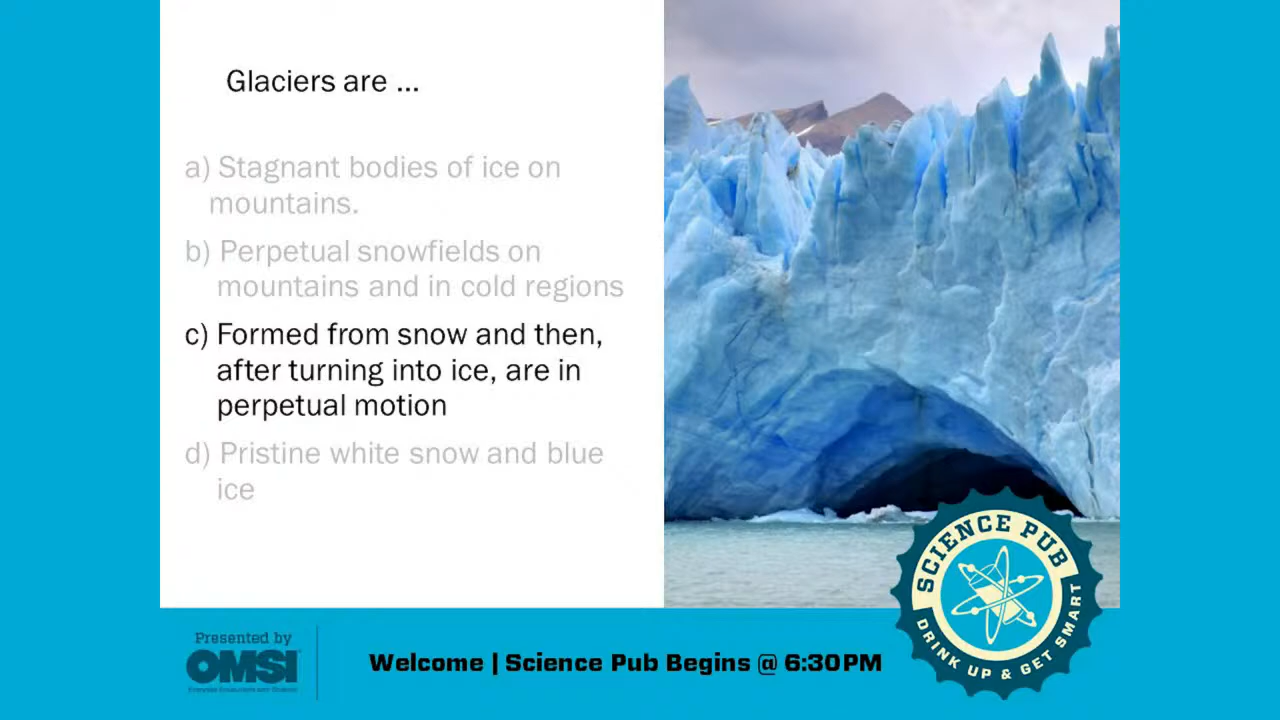 Glaciers are ...
a) Stagnant bodies of ice on
mountains.
b) Perpetual snowfields on
mountains and in cold regions
c) Formed from snow and then,
after turning into ice, are in
perpetual motion
d) Pristine white snow and blue
ice
SCIENCE PUB
DRINK UP & GET SMART
Presented by
OMSI
Welcome | Science Pub Begins @ 6:30PM